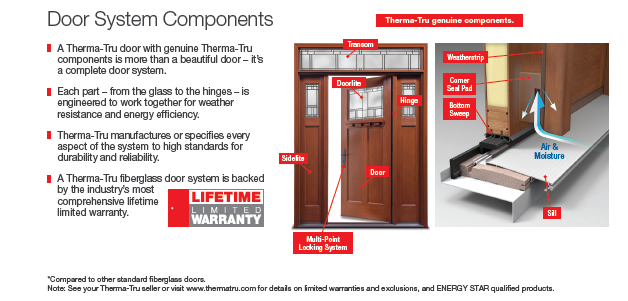 Door System Components
Therma-Tru genuine components.
A Therma-Tru door with genuine Therma-Tru
components is more than a beautiful door – it's
a complete door system.
Each part – from the glass to the hinges – is
engineered to work together for weather
resistance and energy efficiency.
Therma-Tru manufactures or specifies every
aspect of the system to high standards for
durability and reliability.
A Therma-Tru fiberglass door system is backed
by the industry's most
comprehensive lifetime
limited warranty.
*
LIFETIME
LIMITED
WARRANTY
Transom
Doorlite
Hinge
Sidelite
Door
Multi-Point
Locking System
Weatherstrip
Corner
Seal Pad
Bottom
Sweep
Air &
Moisture
Sill
*Compared to other standard fiberglass doors.
Note: See your Therma-Tru seller or visit www.thermatru.com for details on limited warranties and exclusions, and ENERGY STAR qualified products.